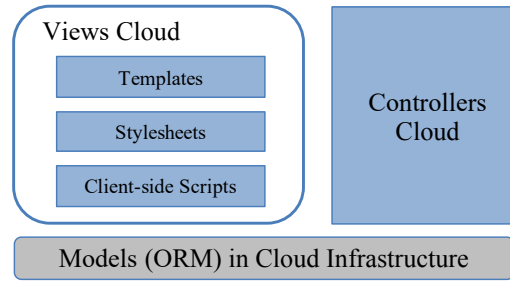 Views Cloud
Templates
Stylesheets
Client-side Scripts
Controllers
Cloud
Models (ORM) in Cloud Infrastructure